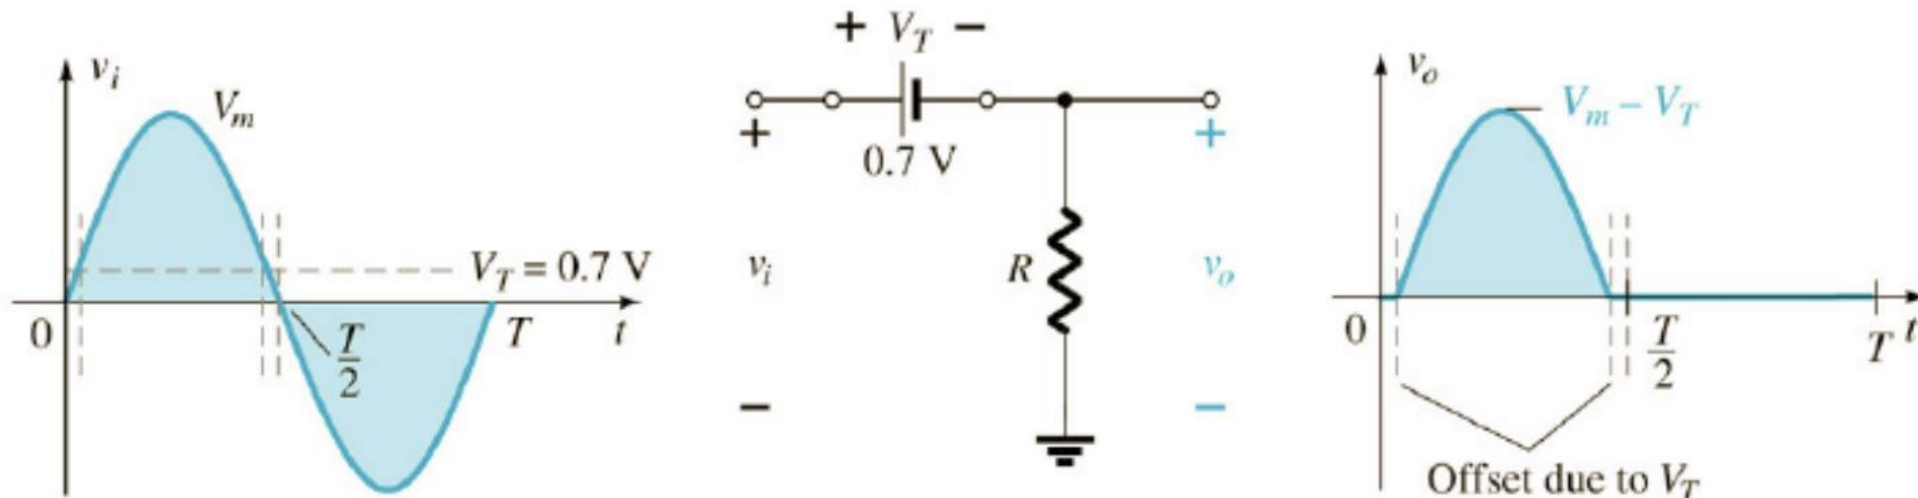 v_i
V_m
V_T = 0.7 V
0
T/2
T
t
+ V_T −
+
0.7 V
+
v_i
R
v_o
−
−
v_o
V_m − V_T
0
T/2
T
t
Offset due to V_T